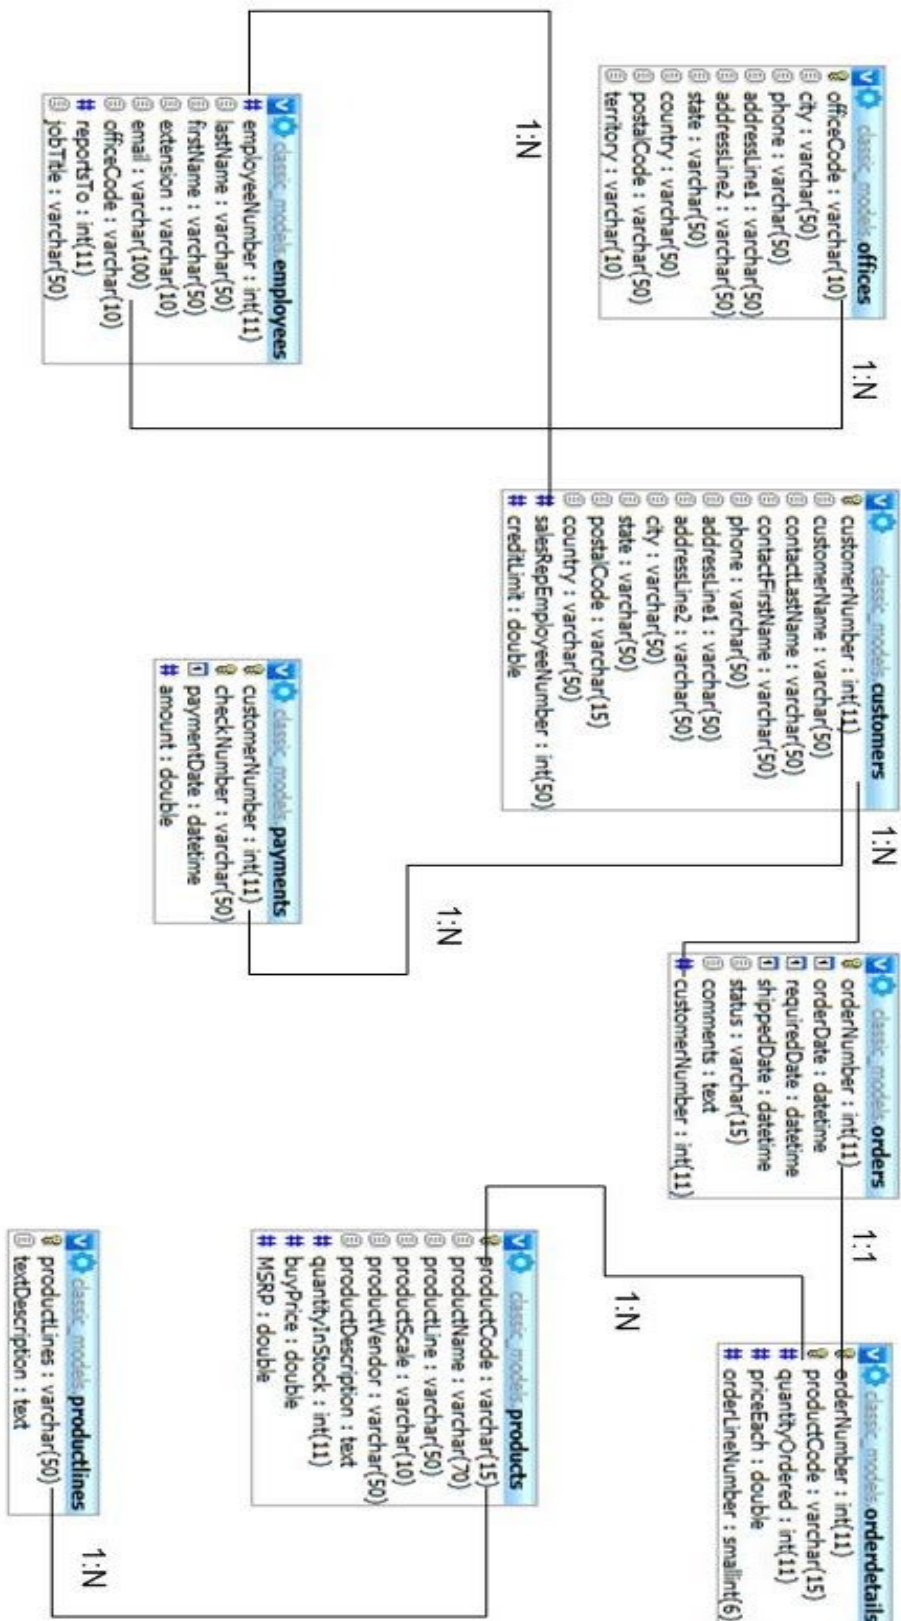 classic_models.offices
officeCode : varchar(10)
city : varchar(50)
phone : varchar(50)
addressLine1 : varchar(50)
addressLine2 : varchar(50)
state : varchar(50)
country : varchar(50)
postalCode : varchar(50)
territory : varchar(10)
1:N
classic_models.employees
# employeeNumber : int(11)
lastName : varchar(50)
firstName : varchar(50)
extension : varchar(10)
email : varchar(100)
officeCode : varchar(10)
# reportsTo : int(11)
jobTitle : varchar(50)
1:N
classic_models.customers
customerNumber : int(11)
customerName : varchar(50)
contactLastName : varchar(50)
contactFirstName : varchar(50)
phone : varchar(50)
addressLine1 : varchar(50)
addressLine2 : varchar(50)
city : varchar(50)
state : varchar(50)
postalCode : varchar(15)
country : varchar(50)
# salesRepEmployeeNumber : int(50)
# creditLimit : double
1:N
1:N
classic_models.payments
customerNumber : int(11)
checkNumber : varchar(50)
paymentDate : datetime
# amount : double
classic_models.orders
orderNumber : int(11)
orderDate : datetime
requiredDate : datetime
shippedDate : datetime
status : varchar(15)
comments : text
# customerNumber : int(11)
1:1
classic_models.orderdetails
orderNumber : int(11)
productCode : varchar(15)
# quantityOrdered : int(11)
# priceEach : double
# orderLineNumber : smallint(6)
1:N
classic_models.products
productCode : varchar(15)
productName : varchar(70)
productLine : varchar(50)
productScale : varchar(10)
productVendor : varchar(50)
productDescription : text
# quantityInStock : int(11)
# buyPrice : double
# MSRP : double
classic_models.productlines
productLines : varchar(50)
textDescription : text
1:N